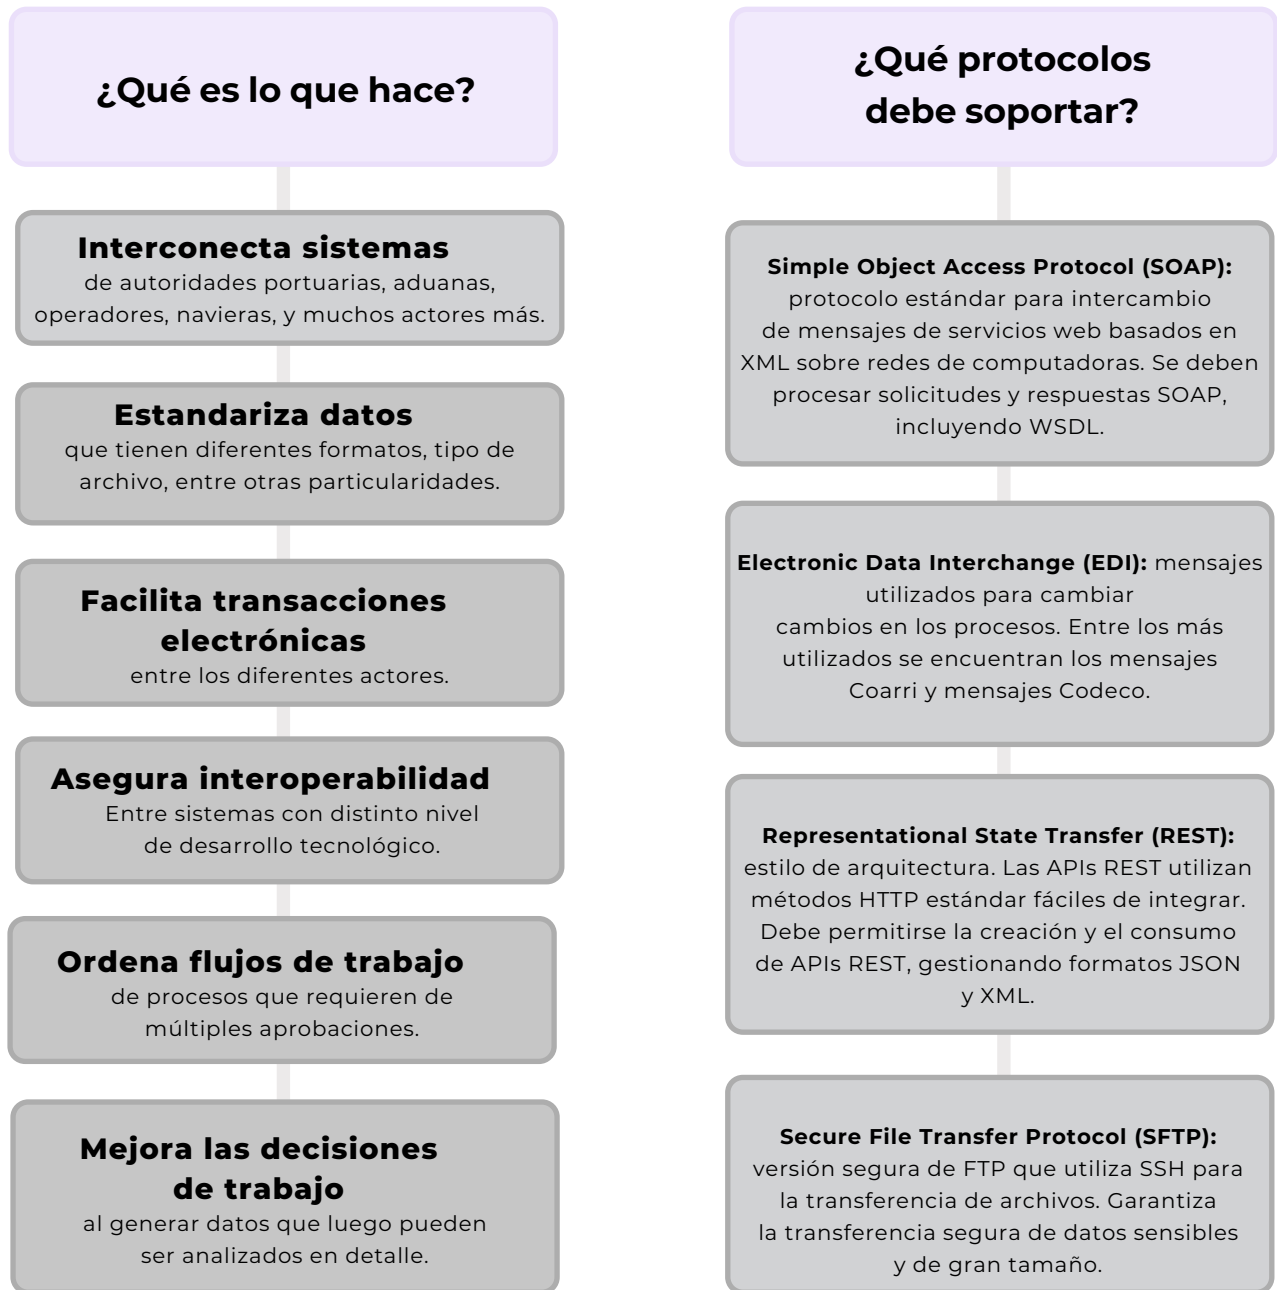 ¿Qué es lo que hace?
Interconecta sistemas
de autoridades portuarias, aduanas,
operadores, navieras, y muchos actores más.
Estandariza datos
que tienen diferentes formatos, tipo de
archivo, entre otras particularidades.
Facilita transacciones
electrónicas
entre los diferentes actores.
Asegura interoperabilidad
Entre sistemas con distinto nivel
de desarrollo tecnológico.
Ordena flujos de trabajo
de procesos que requieren de
múltiples aprobaciones.
Mejora las decisiones
de trabajo
al generar datos que luego pueden
ser analizados en detalle.
¿Qué protocolos
debe soportar?
Simple Object Access Protocol (SOAP):
protocolo estándar para intercambio
de mensajes de servicios web basados en
XML sobre redes de computadoras. Se deben
procesar solicitudes y respuestas SOAP,
incluyendo WSDL.
Electronic Data Interchange (EDI): mensajes
utilizados para cambiar
cambios en los procesos. Entre los más
utilizados se encuentran los mensajes
Coarri y mensajes Codeco.
Representational State Transfer (REST):
estilo de arquitectura. Las APIs REST utilizan
métodos HTTP estándar fáciles de integrar.
Debe permitirse la creación y el consumo
de APIs REST, gestionando formatos JSON
y XML.
Secure File Transfer Protocol (SFTP):
versión segura de FTP que utiliza SSH para
la transferencia de archivos. Garantiza
la transferencia segura de datos sensibles
y de gran tamaño.